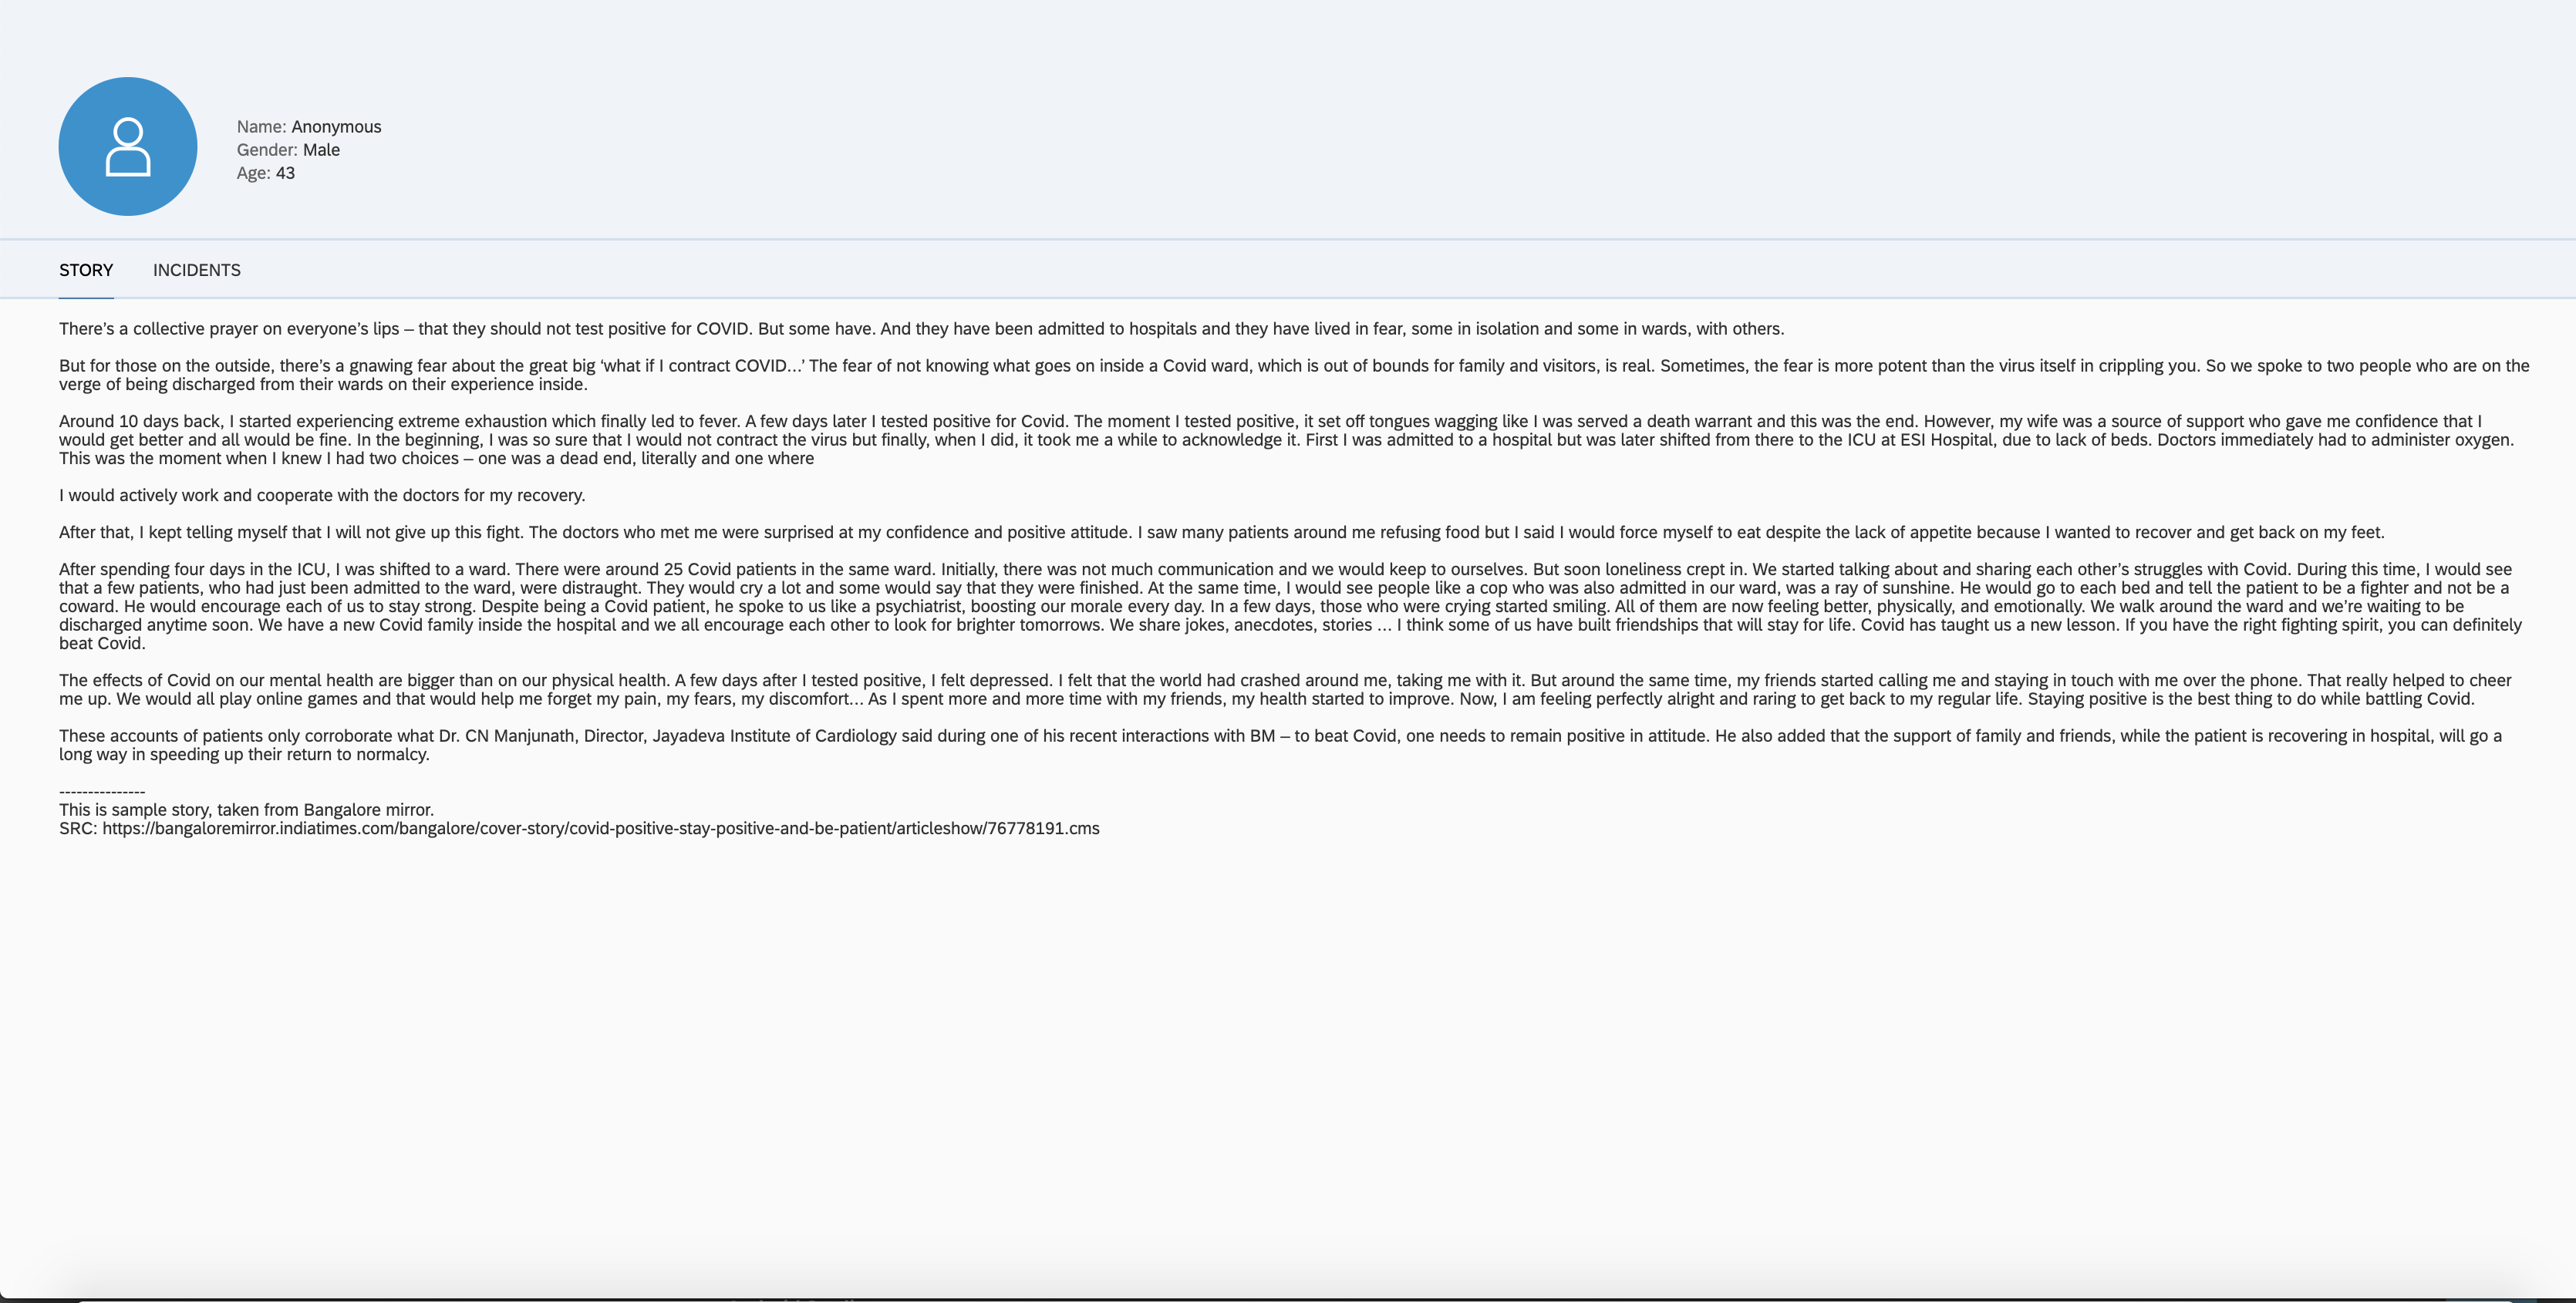 Name: Anonymous
Gender: Male
Age: 43
STORY INCIDENTS
There’s a collective prayer on everyone’s lips – that they should not test positive for COVID. But some have. And they have been admitted to hospitals and they have lived in fear, some in isolation and some in wards, with others.
But for those on the outside, there’s a gnawing fear about the great big ‘what if I contract COVID…’ The fear of not knowing what goes on inside a Covid ward, which is out of bounds for family and visitors, is real. Sometimes, the fear is more potent than the virus itself in crippling you. So we spoke to two people who are on the
verge of being discharged from their wards on their experience inside.
Around 10 days back, I started experiencing extreme exhaustion which finally led to fever. A few days later I tested positive for Covid. The moment I tested positive, it set off tongues wagging like I was served a death warrant and this was the end. However, my wife was a source of support who gave me confidence that I
would get better and all would be fine. In the beginning, I was so sure that I would not contract the virus but finally, when I did, it took me a while to acknowledge it. First I was admitted to a hospital but was later shifted from there to the ICU at ESI Hospital, due to lack of beds. Doctors immediately had to administer oxygen.
This was the moment when I knew I had two choices – one was a dead end, literally and one where
I would actively work and cooperate with the doctors for my recovery.
After that, I kept telling myself that I will not give up this fight. The doctors who met me were surprised at my confidence and positive attitude. I saw many patients around me refusing food but I said I would force myself to eat despite the lack of appetite because I wanted to recover and get back on my feet.
After spending four days in the ICU, I was shifted to a ward. There were around 25 Covid patients in the same ward. Initially, there was not much communication and we would keep to ourselves. But soon loneliness crept in. We started talking about and sharing each other’s struggles with Covid. During this time, I would see
that a few patients, who had just been admitted to the ward, were distraught. They would cry a lot and some would say that they were finished. At the same time, I would see people like a cop who was also admitted in our ward, was a ray of sunshine. He would go to each bed and tell the patient to be a fighter and not be a
coward. He would encourage each of us to stay strong. Despite being a Covid patient, he spoke to us like a psychiatrist, boosting our morale every day. In a few days, those who were crying started smiling. All of them are now feeling better, physically, and emotionally. We walk around the ward and we’re waiting to be
discharged anytime soon. We have a new Covid family inside the hospital and we all encourage each other to look for brighter tomorrows. We share jokes, anecdotes, stories … I think some of us have built friendships that will stay for life. Covid has taught us a new lesson. If you have the right fighting spirit, you can definitely
beat Covid.
The effects of Covid on our mental health are bigger than on our physical health. A few days after I tested positive, I felt depressed. I felt that the world had crashed around me, taking me with it. But around the same time, my friends started calling me and staying in touch with me over the phone. That really helped to cheer
me up. We would all play online games and that would help me forget my pain, my fears, my discomfort… As I spent more and more time with my friends, my health started to improve. Now, I am feeling perfectly alright and raring to get back to my regular life. Staying positive is the best thing to do while battling Covid.
These accounts of patients only corroborate what Dr. CN Manjunath, Director, Jayadeva Institute of Cardiology said during one of his recent interactions with BM – to beat Covid, one needs to remain positive in attitude. He also added that the support of family and friends, while the patient is recovering in hospital, will go a
long way in speeding up their return to normalcy.
---------------
This is sample story, taken from Bangalore mirror.
SRC: https://bangaloremirror.indiatimes.com/bangalore/cover-story/covid-positive-stay-positive-and-be-patient/articleshow/76778191.cms